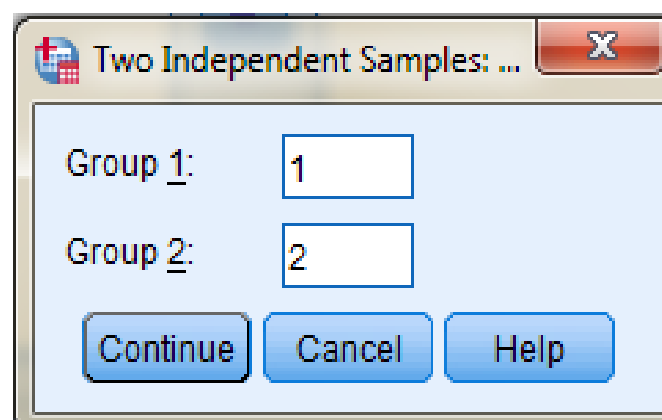 Two Independent Samples: ...
Group 1: 1
Group 2: 2
Continue Cancel Help